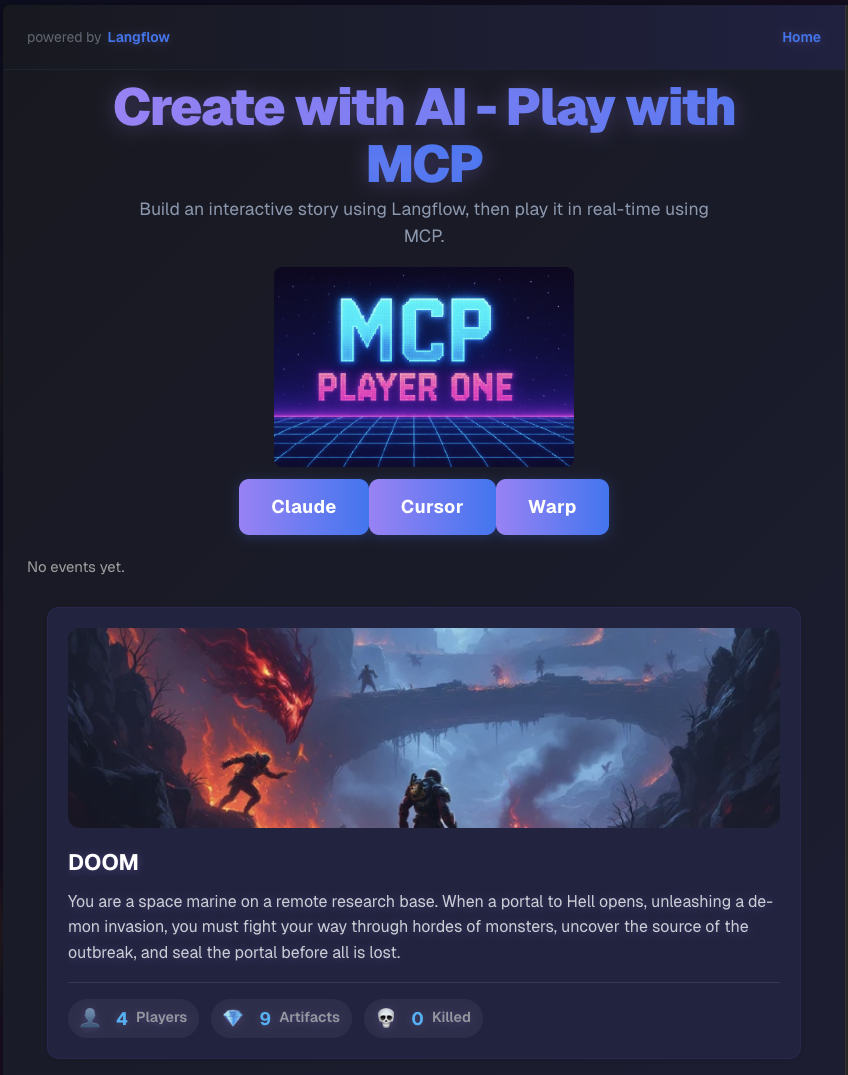 powered by Langflow
Home
Create with AI - Play with
MCP
Build an interactive story using Langflow, then play it in real-time using
MCP.
MCP
PLAYER ONE
Claude
Cursor
Warp
No events yet.
DOOM
You are a space marine on a remote research base. When a portal to Hell opens, unleashing a de-
mon invasion, you must fight your way through hordes of monsters, uncover the source of the
outbreak, and seal the portal before all is lost.
4 Players
9 Artifacts
0 Killed